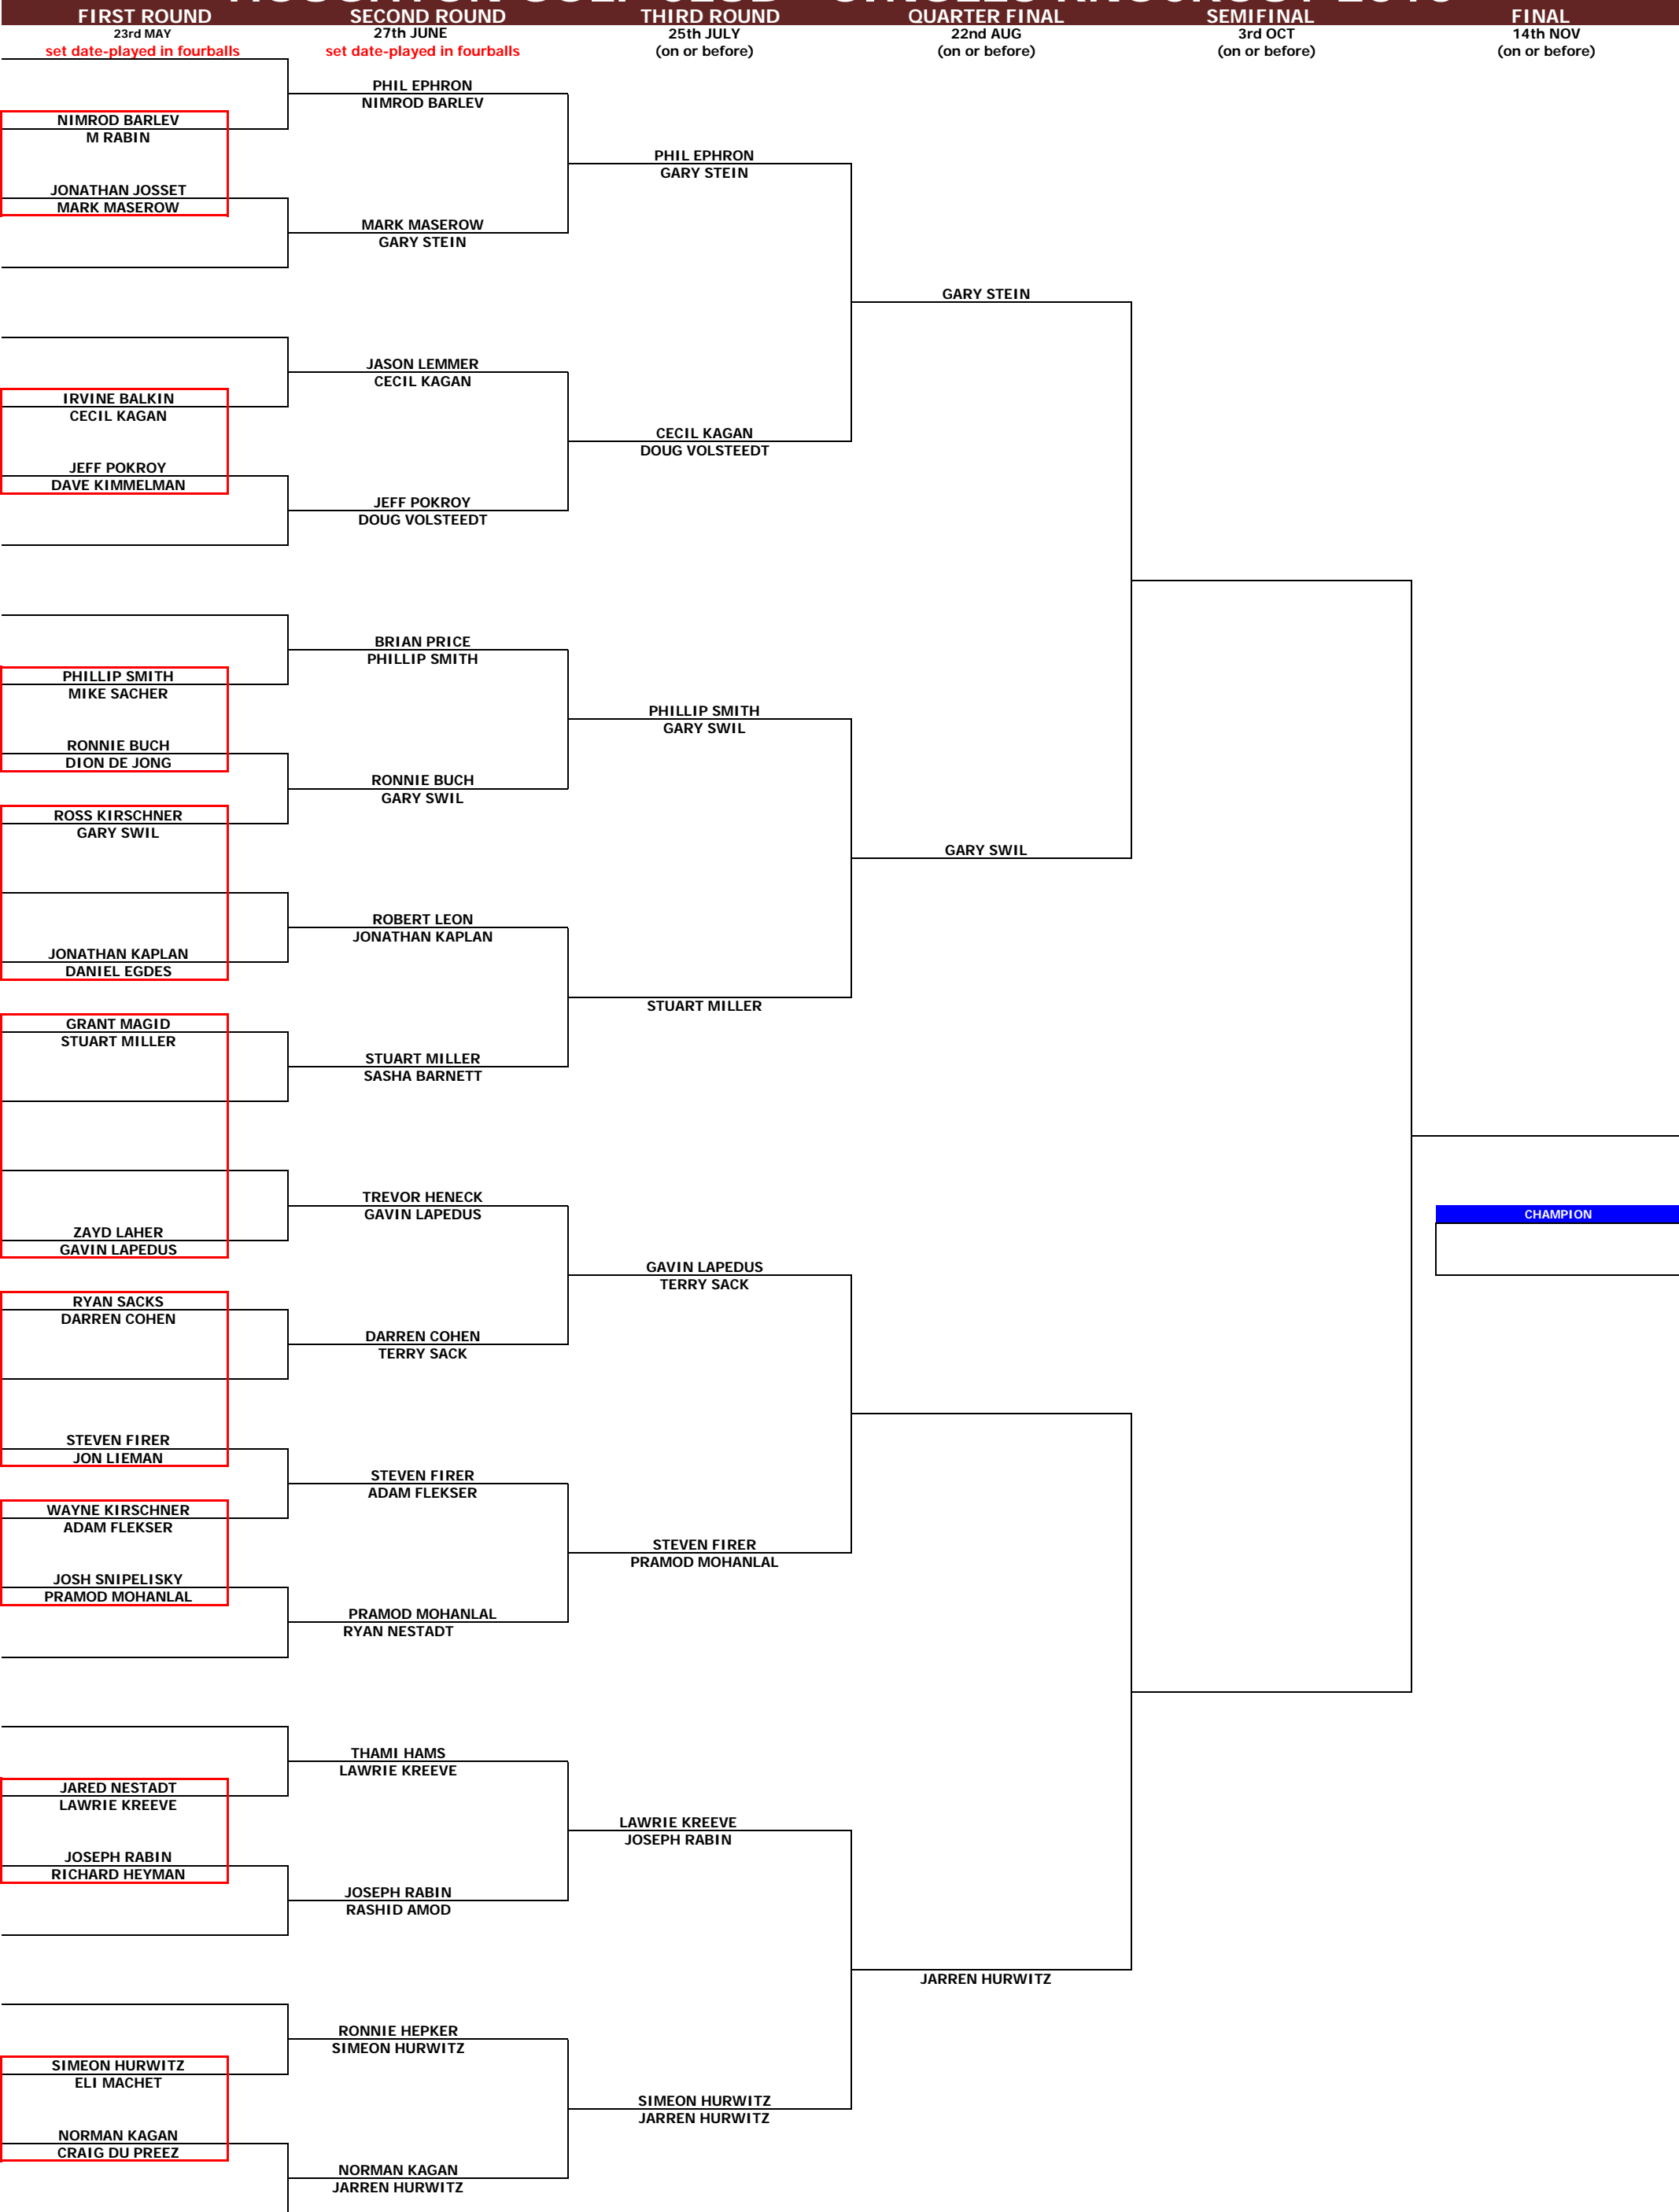 FIRST ROUND SECOND ROUND THIRD ROUND QUARTER FINAL SEMIFINAL FINAL
23rd MAY 27th JUNE 25th JULY 22nd AUG 3rd OCT 14th NOV
set date-played in fourballs set date-played in fourballs (on or before) (on or before) (on or before) (on or before)
PHIL EPHRON
NIMROD BARLEV
NIMROD BARLEV
M RABIN
PHIL EPHRON
GARY STEIN
JONATHAN JOSSET
MARK MASEROW
MARK MASEROW
GARY STEIN
GARY STEIN
JASON LEMMER
CECIL KAGAN
IRVINE BALKIN
CECIL KAGAN
CECIL KAGAN
DOUG VOLSTEEDT
JEFF POKROY
DAVE KIMMELMAN
JEFF POKROY
DOUG VOLSTEEDT
BRIAN PRICE
PHILLIP SMITH
PHILLIP SMITH
MIKE SACHER
PHILLIP SMITH
GARY SWIL
RONNIE BUCH
DION DE JONG
RONNIE BUCH
GARY SWIL
ROSS KIRSCHNER
GARY SWIL
GARY SWIL
ROBERT LEON
JONATHAN KAPLAN
JONATHAN KAPLAN
DANIEL EGDES
STUART MILLER
GRANT MAGID
STUART MILLER
STUART MILLER
SASHA BARNETT
TREVOR HENECK
GAVIN LAPEDUS
CHAMPION
ZAYD LAHER
GAVIN LAPEDUS
GAVIN LAPEDUS
TERRY SACK
RYAN SACKS
DARREN COHEN
DARREN COHEN
TERRY SACK
STEVEN FIRER
JON LIEMAN
STEVEN FIRER
ADAM FLEKSER
WAYNE KIRSCHNER
ADAM FLEKSER
STEVEN FIRER
PRAMOD MOHANLAL
JOSH SNIPELISKY
PRAMOD MOHANLAL
PRAMOD MOHANLAL
RYAN NESTADT
THAMI HAMS
LAWRIE KREEVE
JARED NESTADT
LAWRIE KREEVE
LAWRIE KREEVE
JOSEPH RABIN
JOSEPH RABIN
RICHARD HEYMAN
JOSEPH RABIN
RASHID AMOD
JARREN HURWITZ
RONNIE HEPKER
SIMEON HURWITZ
SIMEON HURWITZ
ELI MACHET
SIMEON HURWITZ
JARREN HURWITZ
NORMAN KAGAN
CRAIG DU PREEZ
NORMAN KAGAN
JARREN HURWITZ